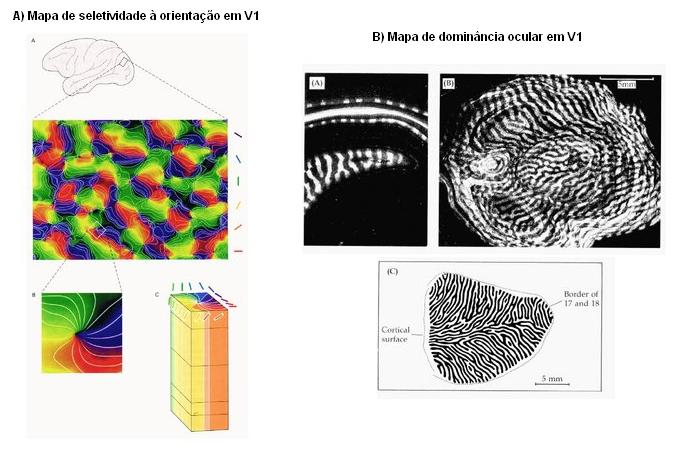 A) Mapa de seletividade à orientação em V1
A
B
C
B) Mapa de dominância ocular em V1
(A)
(B)
5mm
(C)
Border of
17 and 18
Cortical
surface
5 mm